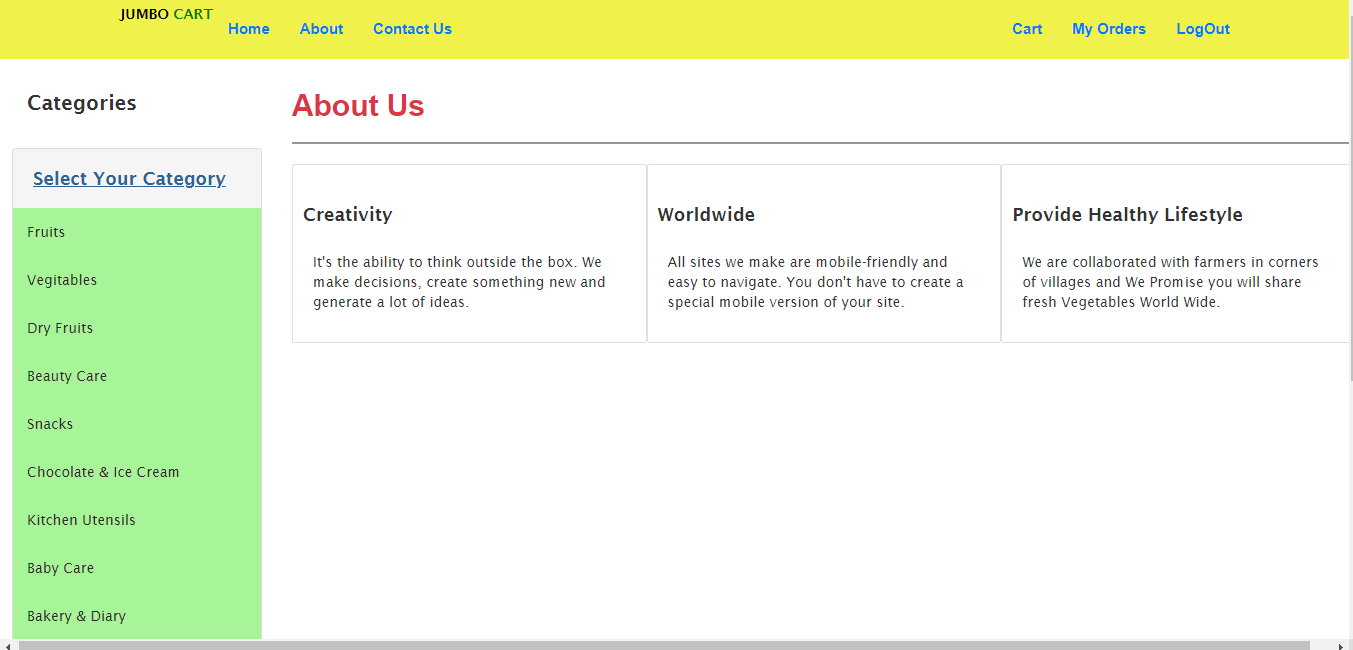 JUMBO CART
Home About Contact Us Cart My Orders LogOut
Categories
Select Your Category
Fruits
Vegitables
Dry Fruits
Beauty Care
Snacks
Chocolate & Ice Cream
Kitchen Utensils
Baby Care
Bakery & Diary
About Us
Creativity
It's the ability to think outside the box. We
make decisions, create something new and
generate a lot of ideas.
Worldwide
All sites we make are mobile-friendly and
easy to navigate. You don't have to create a
special mobile version of your site.
Provide Healthy Lifestyle
We are collaborated with farmers in corners
of villages and We Promise you will share
fresh Vegetables World Wide.